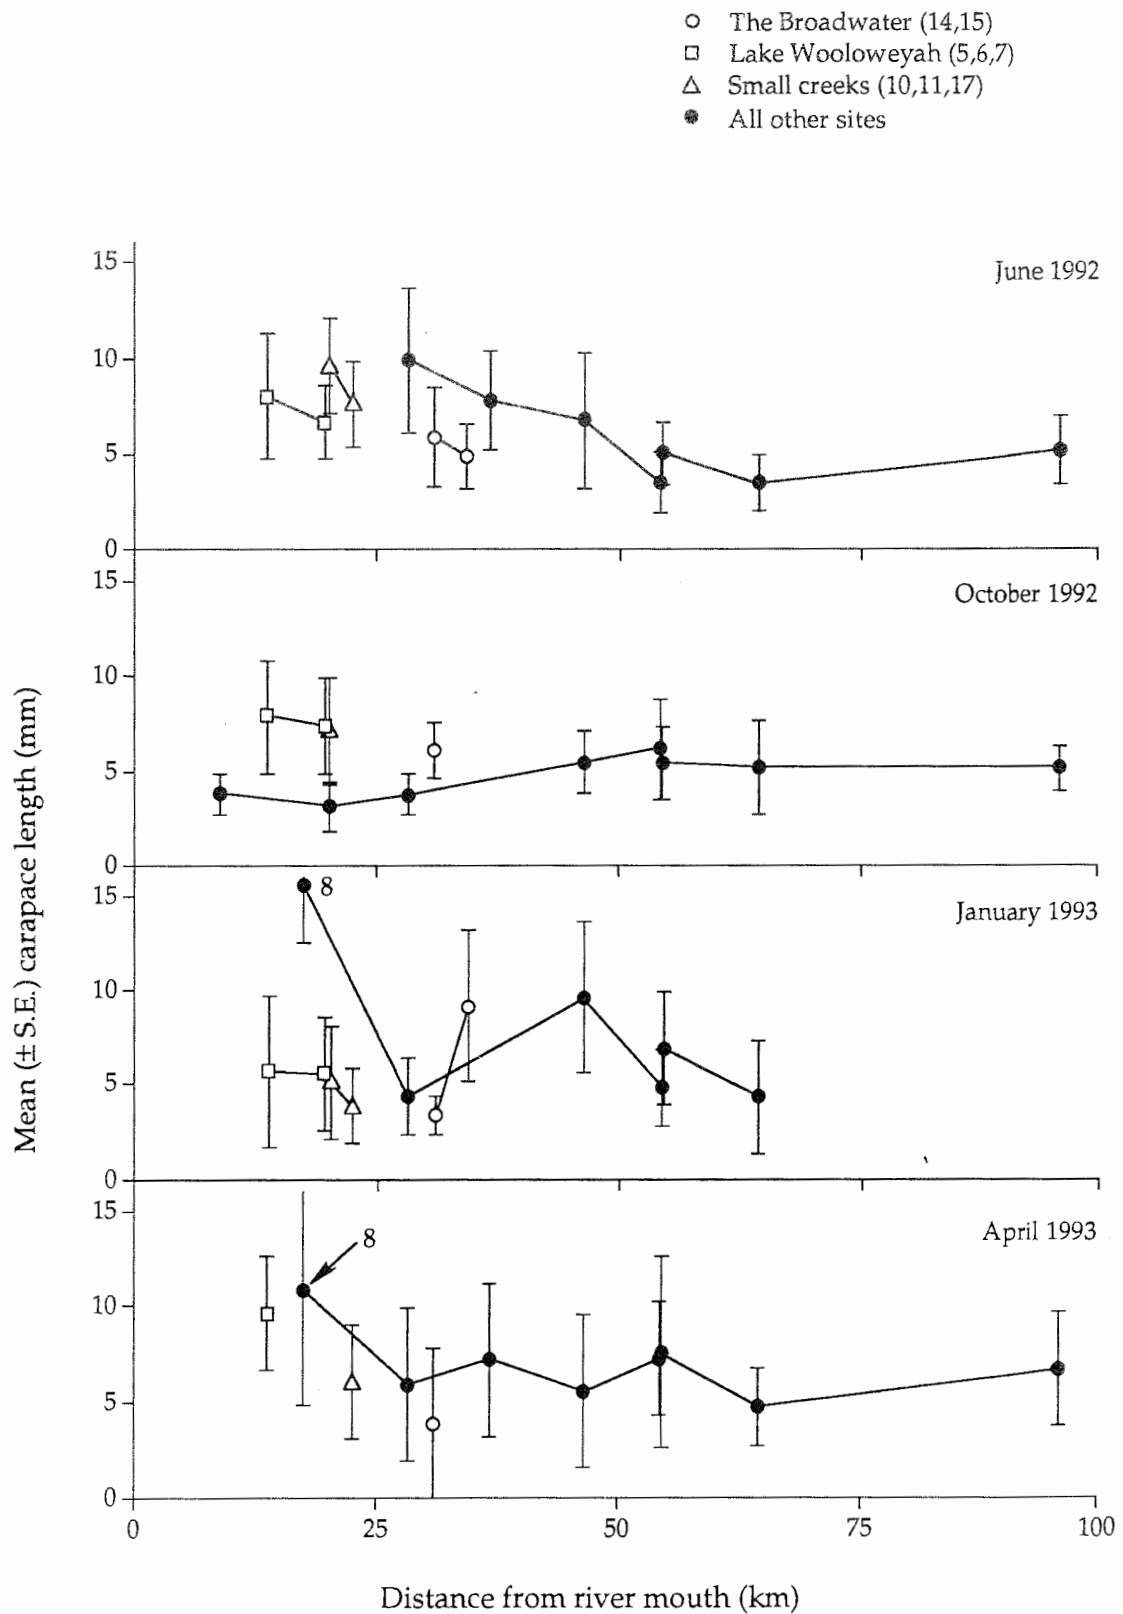 The Broadwater (14,15)
Lake Wooloweyah (5,6,7)
Small creeks (10,11,17)
All other sites
15
June 1992
10
5
0
15
October 1992
10
5
0
8
15
January 1993
10
5
0
15
April 1993
8
10
5
0
0 25 50 75 100
Mean (± S.E.) carapace length (mm)
Distance from river mouth (km)